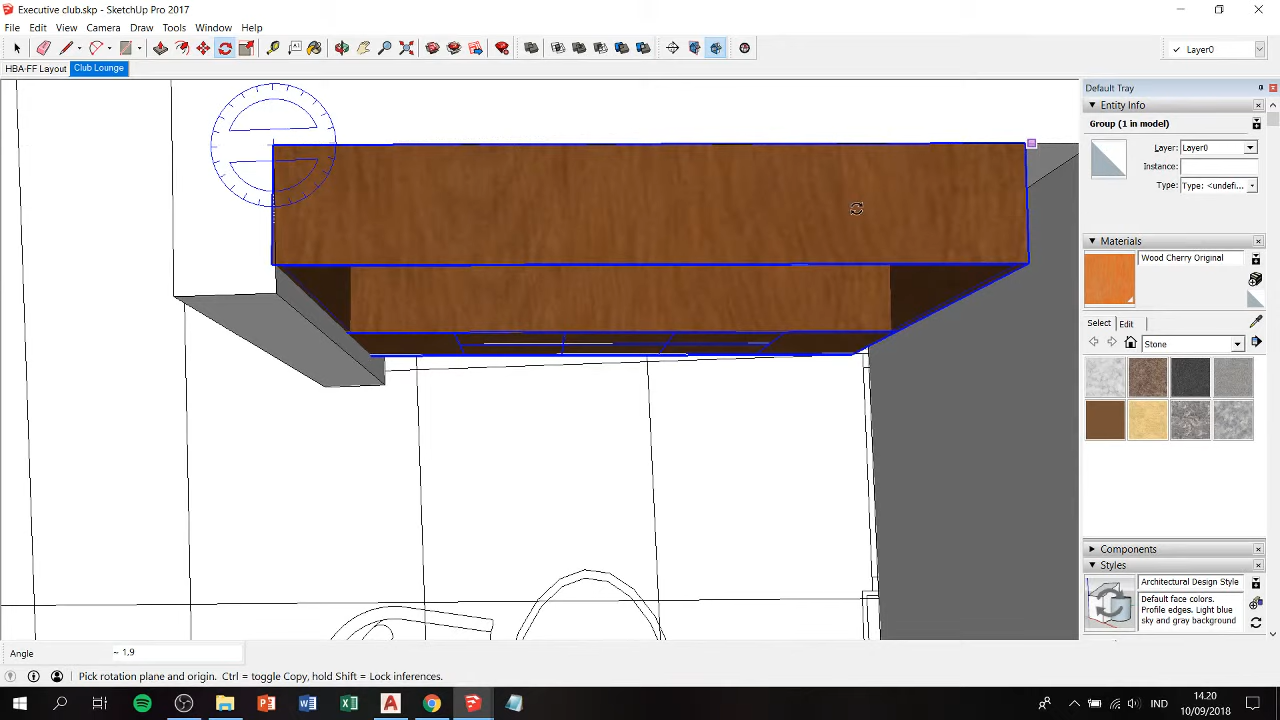 Executive club.skp - SketchUp Pro 2017
File Edit View Camera Draw Tools Window Help
Layer0
HBA-FF Layout Club Lounge
Default Tray
Entity Info
Group (1 in model)
Layer: Layer0
Instance:
Type: Type: <undefi...
Materials
Wood Cherry Original
Select Edit
Stone
Components
Styles
Architectural Design Style
Default face colors. Profile edges. Light blue sky and gray background
Angle ~ 1,9
Pick rotation plane and origin. Ctrl = toggle Copy, hold Shift = Lock inferences.
IND
14.20
10/09/2018